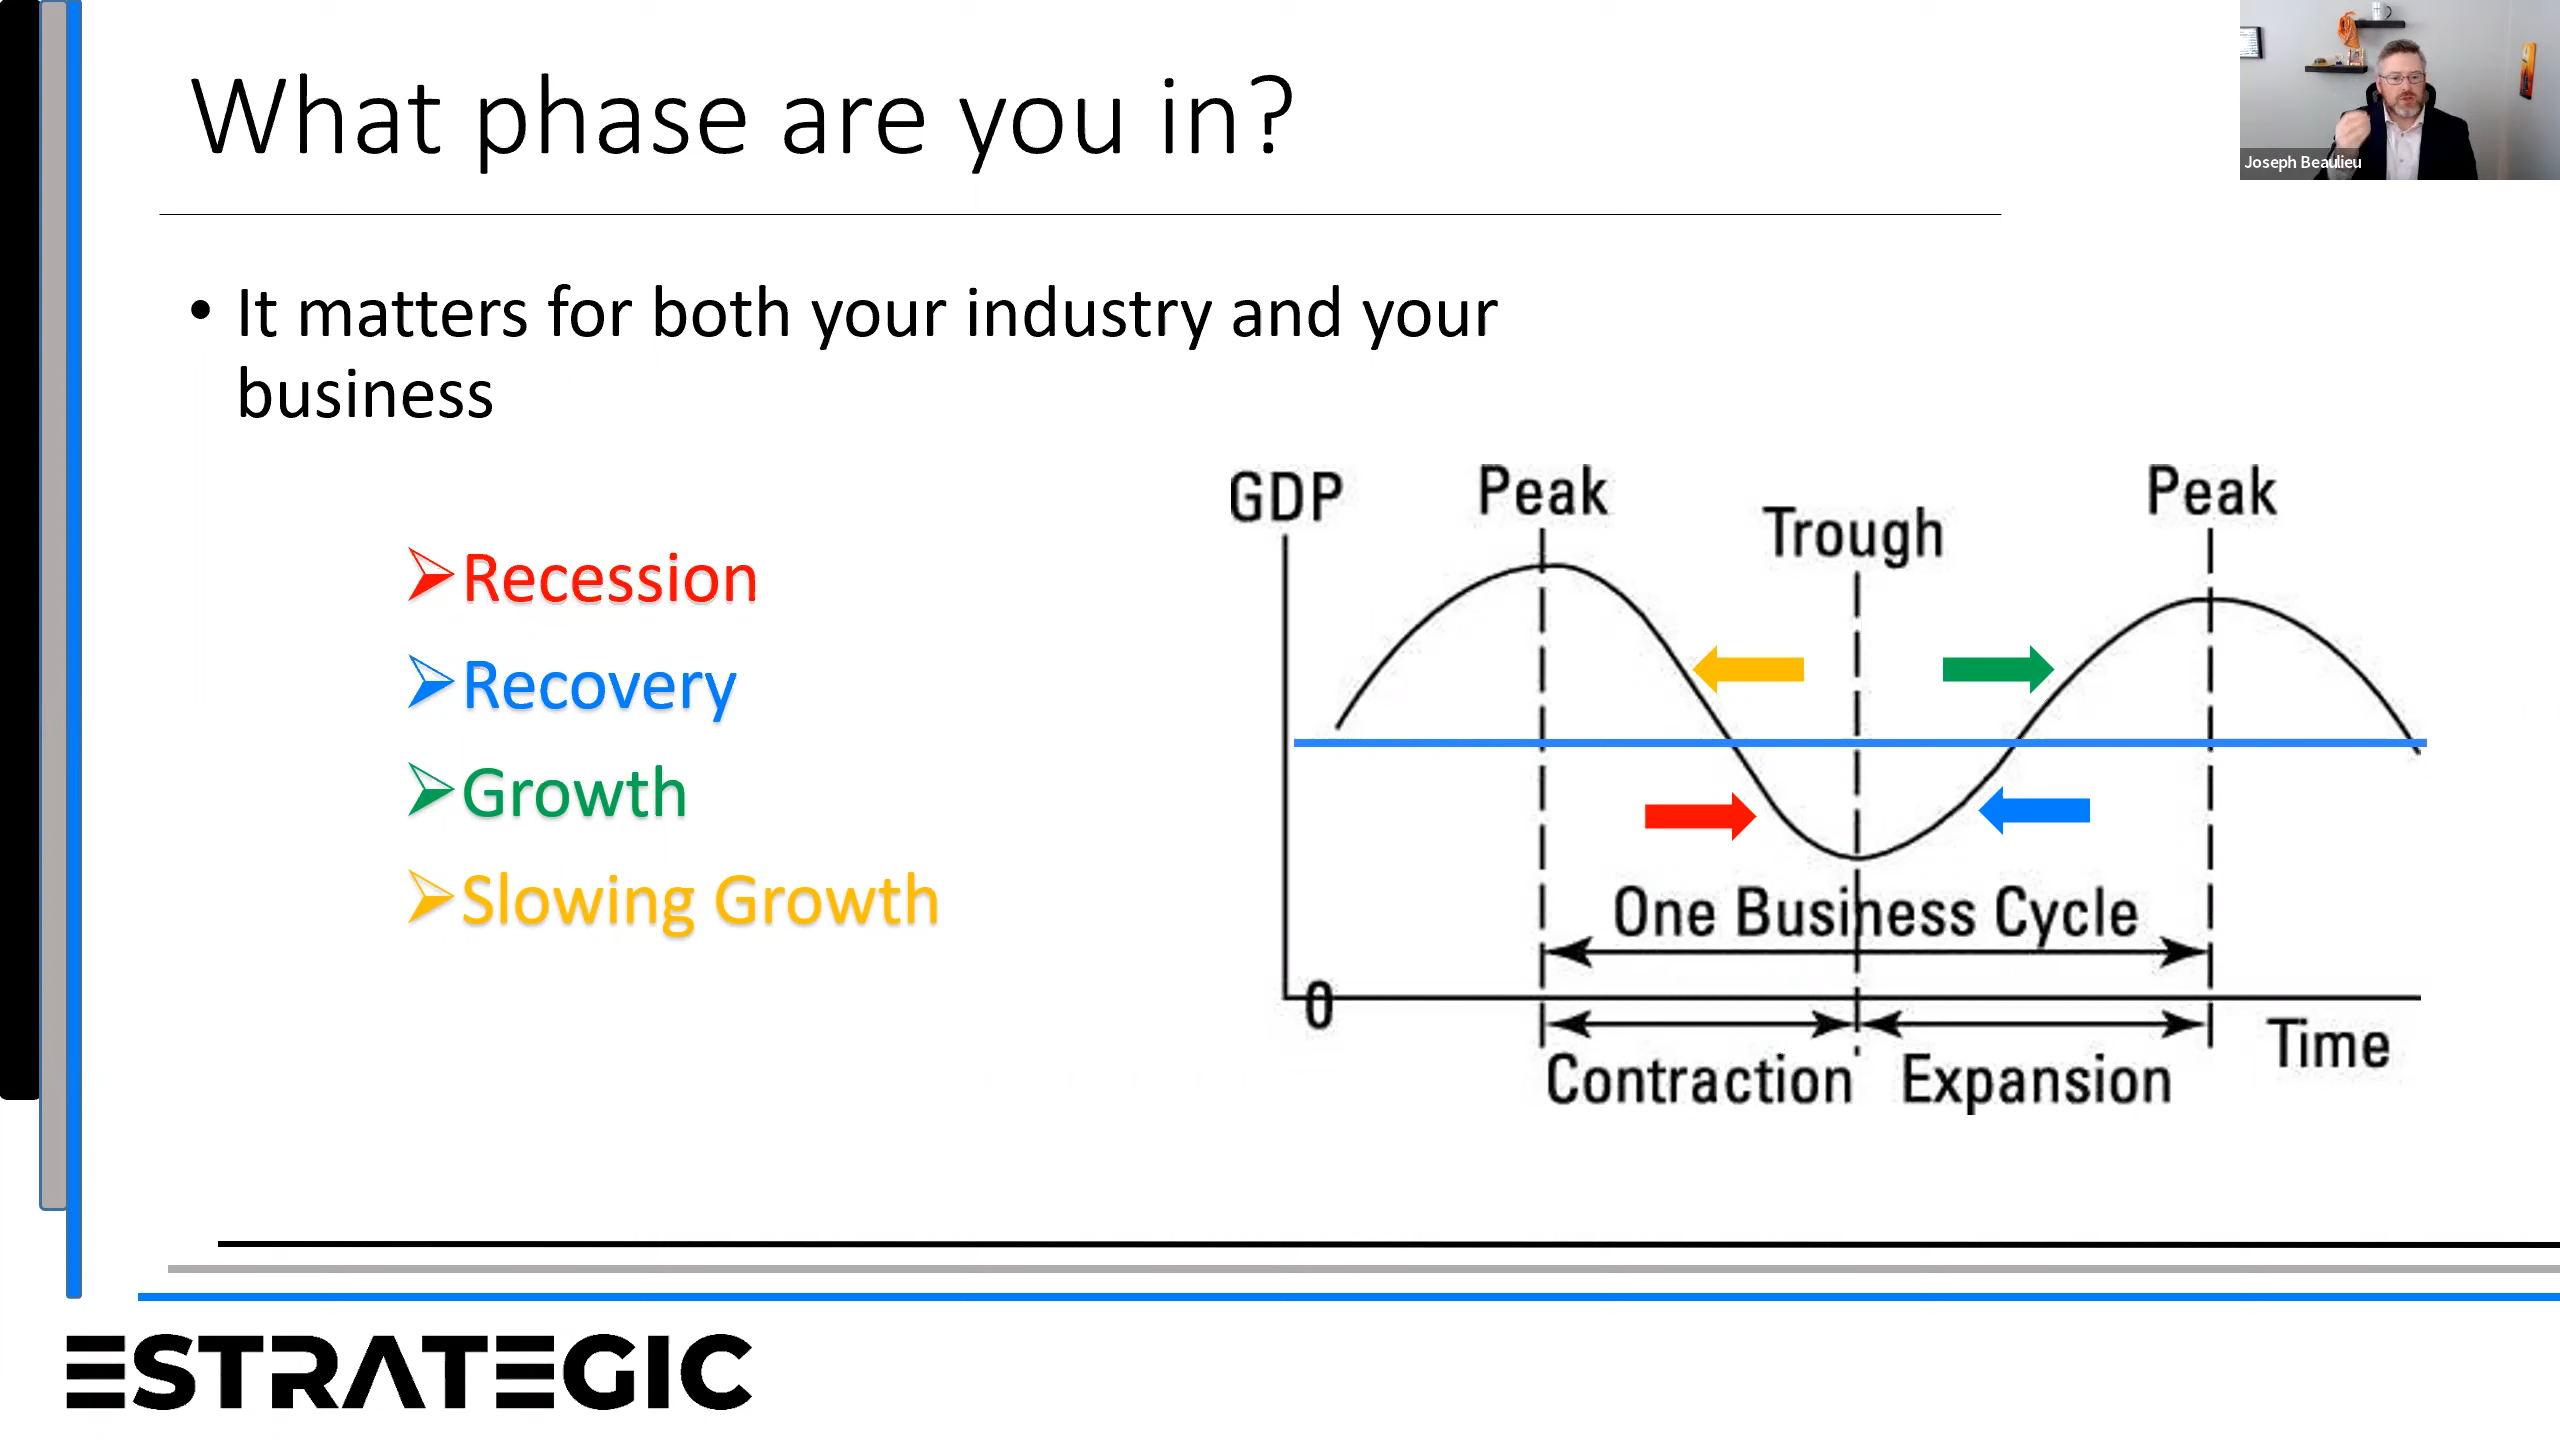 What phase are you in?
Joseph Beaulieu
• It matters for both your industry and your
business
Recession
Recovery
Growth
Slowing Growth
GDP
Peak
Trough
Peak
One Business Cycle
0
Time
Contraction
Expansion
ESTRATEGIC